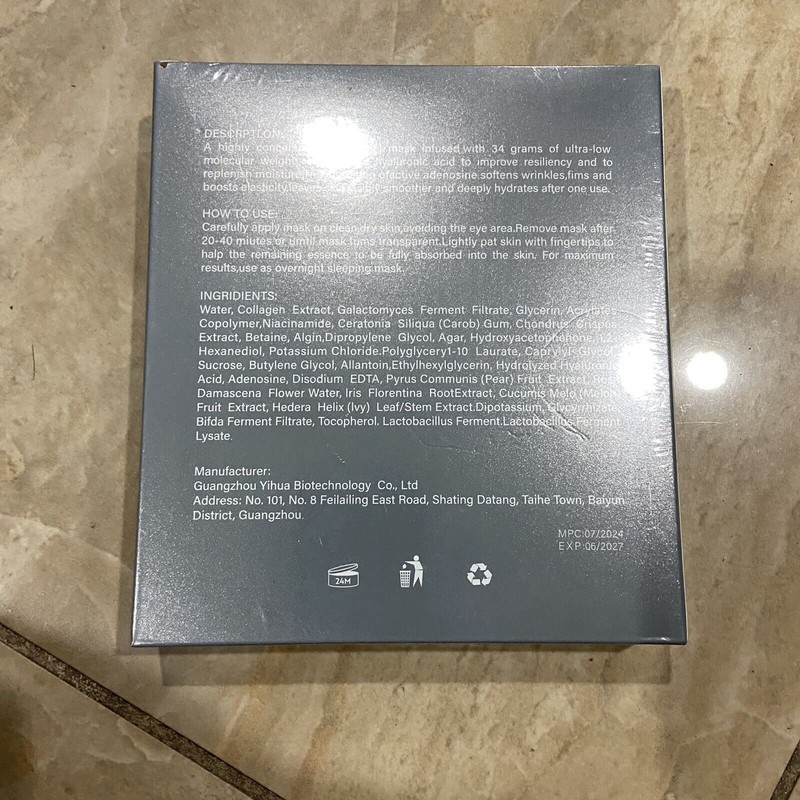 DESCRPTION:
A highly mask infused with 34 grams of ultra-low
molecular weight hyaluronic acid to improve resiliency and to
replenish moisture, ofactive adenosine softens wrinkles,fims and
boosts elasticity,leaves smoother and deeply hydrates after one use.
HOW TO USE:
Carefully apply mask on clean,dry skin,avoiding the eye area.Remove mask after
20-40 miutes or until mask turns transparent.Lightly pat skin with fingertips to
halp the remaining essence to be fully absorbed into the skin. For maximum
results,use as overnight sleeping mask.
INGRIDIENTS:
Water, Collagen Extract, Galactomyces Ferment Filtrate, Glycerin, Acrylates
Copolymer,Niacinamide, Ceratonia Siliqua (Carob) Gum, Chondrus Crispus
Extract, Betaine, Algin,Dipropylene Glycol, Agar, Hydroxyacetophenone, 1,2-
Hexanediol, Potassium Chloride.Polyglycery1-10 Laurate, Caprylyl Glycol
Sucrose, Butylene Glycol, Allantoin,Ethylhexylglycerin, Hydrolyzed Hyaluronic
Acid, Adenosine, Disodium EDTA, Pyrus Communis (Pear) Fruit Extract,
Damascena Flower Water, Iris Florentina RootExtract, Cucumis Melo (Melon
Fruit Extract, Hedera Helix (Ivy) Leaf/Stem Extract.Dipotassium, Glycyrrhizate
Bifda Ferment Filtrate, Tocopherol. Lactobacillus Ferment.Lactobacillus Ferment
Lysate.
Manufacturer:
Guangzhou Yihua Biotechnology Co., Ltd
Address: No. 101, No. 8 Feilailing East Road, Shating Datang, Taihe Town, Baiyun
District, Guangzhou.
MPC:07/2024
EXP:06/2027
24M